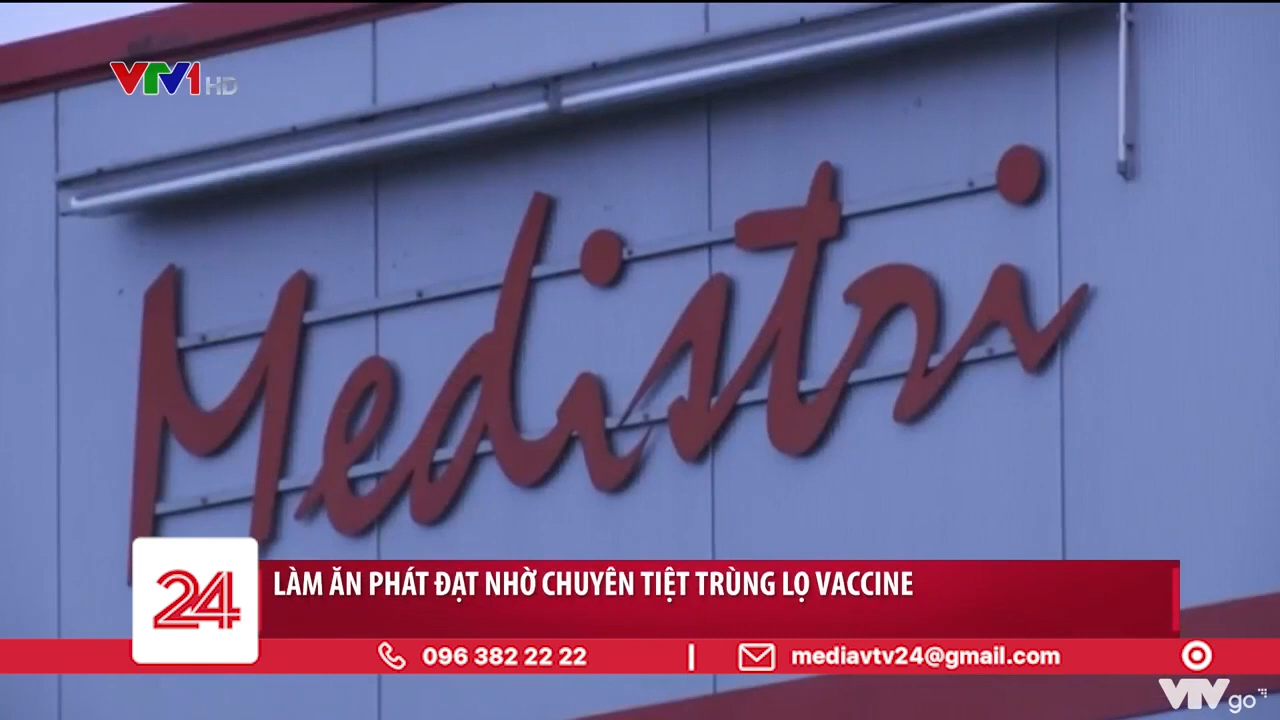 VTV1 HD
Medistri
24
LÀM ĂN PHÁT ĐẠT NHỜ CHUYÊN TIỆT TRÙNG LỌ VACCINE
096 382 22 22 | mediavtv24@gmail.com
VTV go